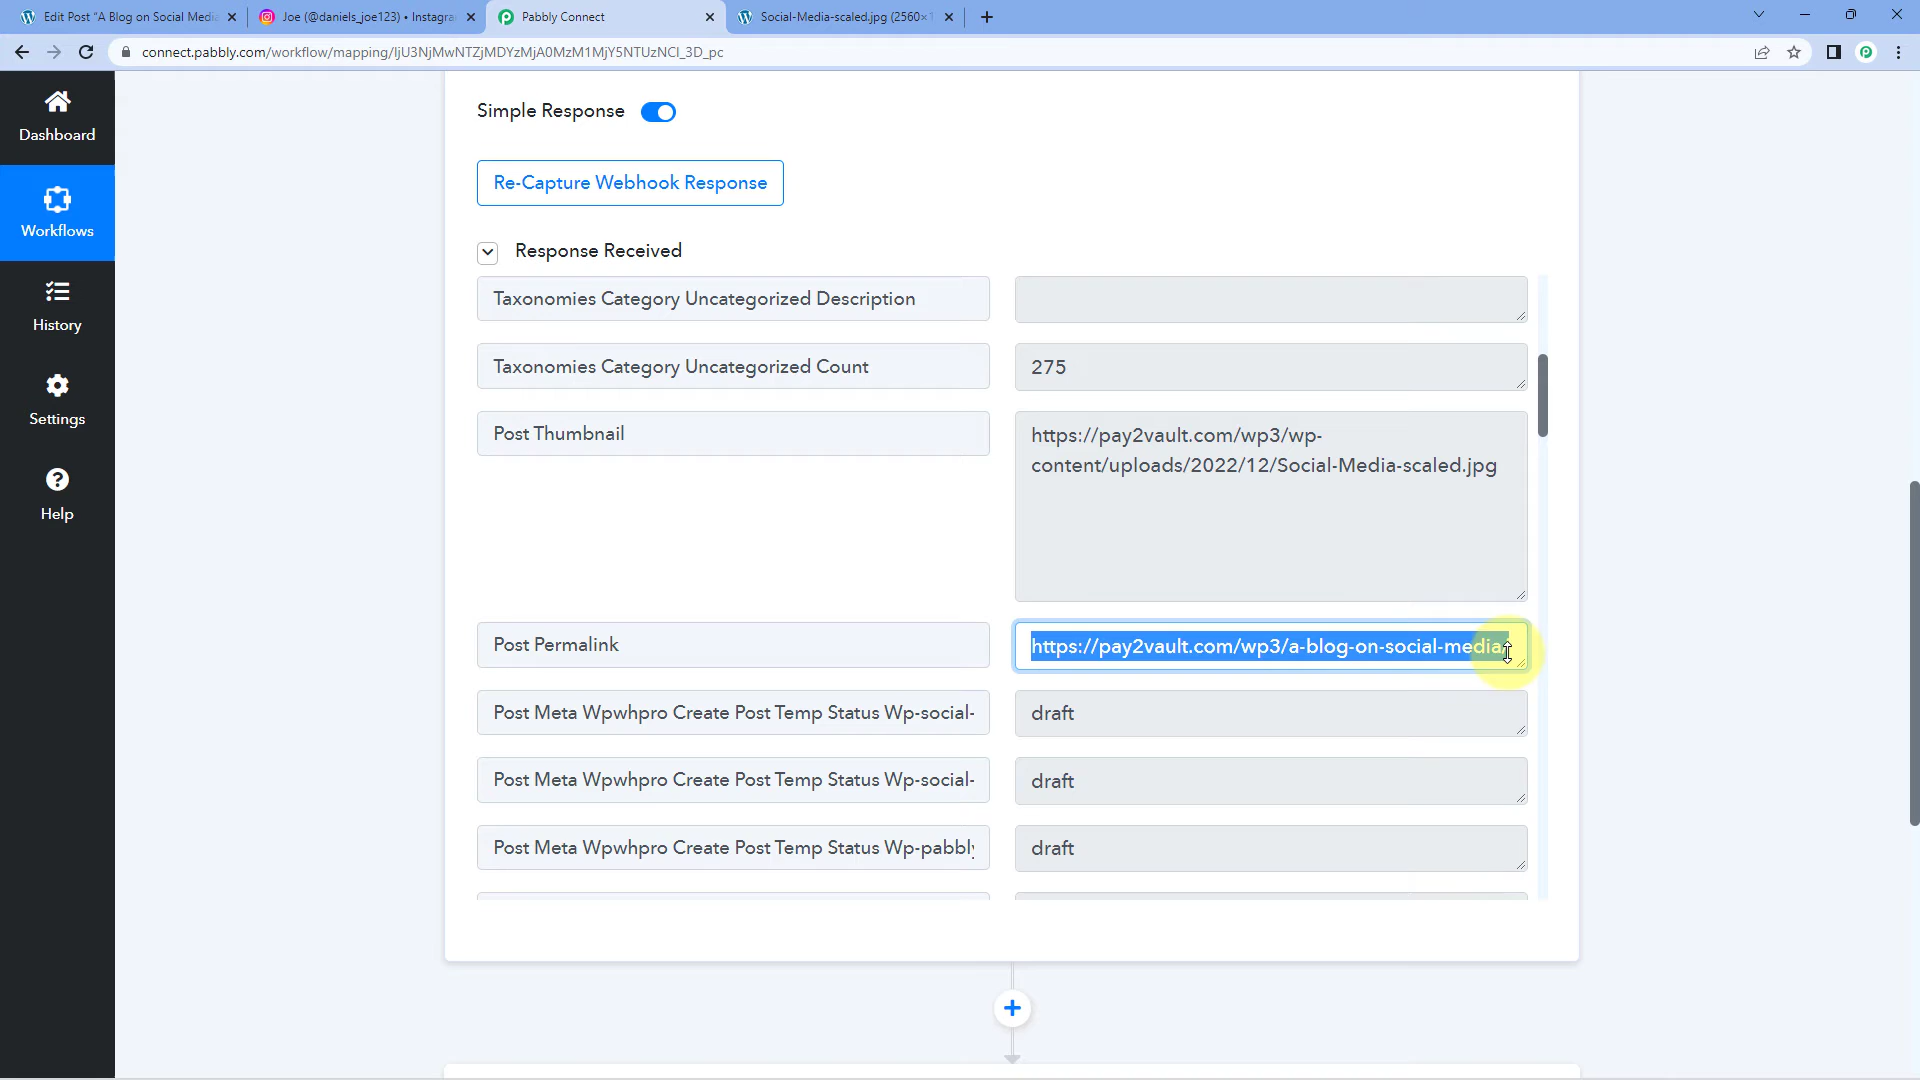 Edit Post "A Blog on Social Media
Joe (@daniels_joe123) • Instagra
Pabbly Connect
Social-Media-scaled.jpg (2560×1
connect.pabbly.com/workflow/mapping/IjU3NjMwNTZjMDYzMjA0MzM1MjY5NTUzNCI_3D_pc
Dashboard
Workflows
History
Settings
Help
Simple Response
Re-Capture Webhook Response
Response Received
Taxonomies Category Uncategorized Description
Taxonomies Category Uncategorized Count
275
Post Thumbnail
https://pay2vault.com/wp3/wp-
content/uploads/2022/12/Social-Media-scaled.jpg
Post Permalink
https://pay2vault.com/wp3/a-blog-on-social-media/
Post Meta Wpwhpro Create Post Temp Status Wp-social-
draft
Post Meta Wpwhpro Create Post Temp Status Wp-social-
draft
Post Meta Wpwhpro Create Post Temp Status Wp-pabbly
draft